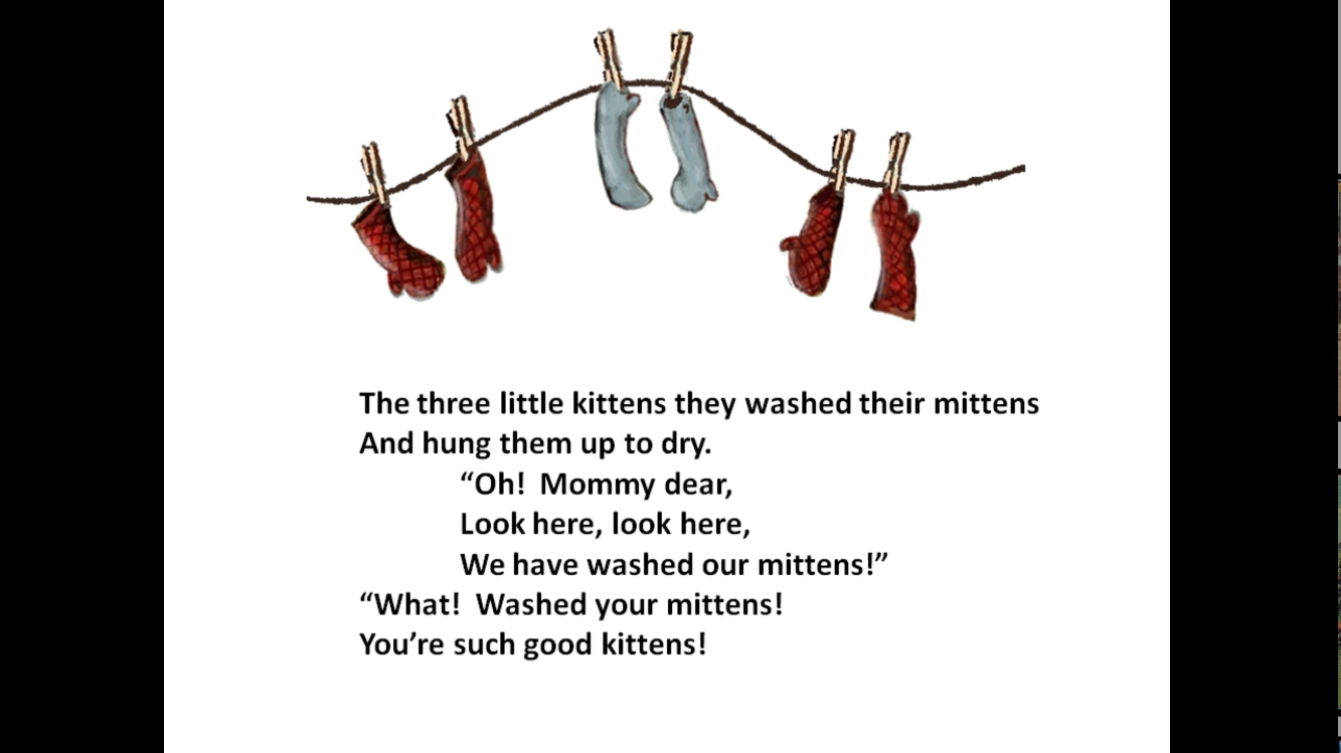 The three little kittens they washed their mittens
And hung them up to dry.
“Oh!  Mommy dear,
Look here, look here,
We have washed our mittens!”
“What!  Washed your mittens!
You’re such good kittens!